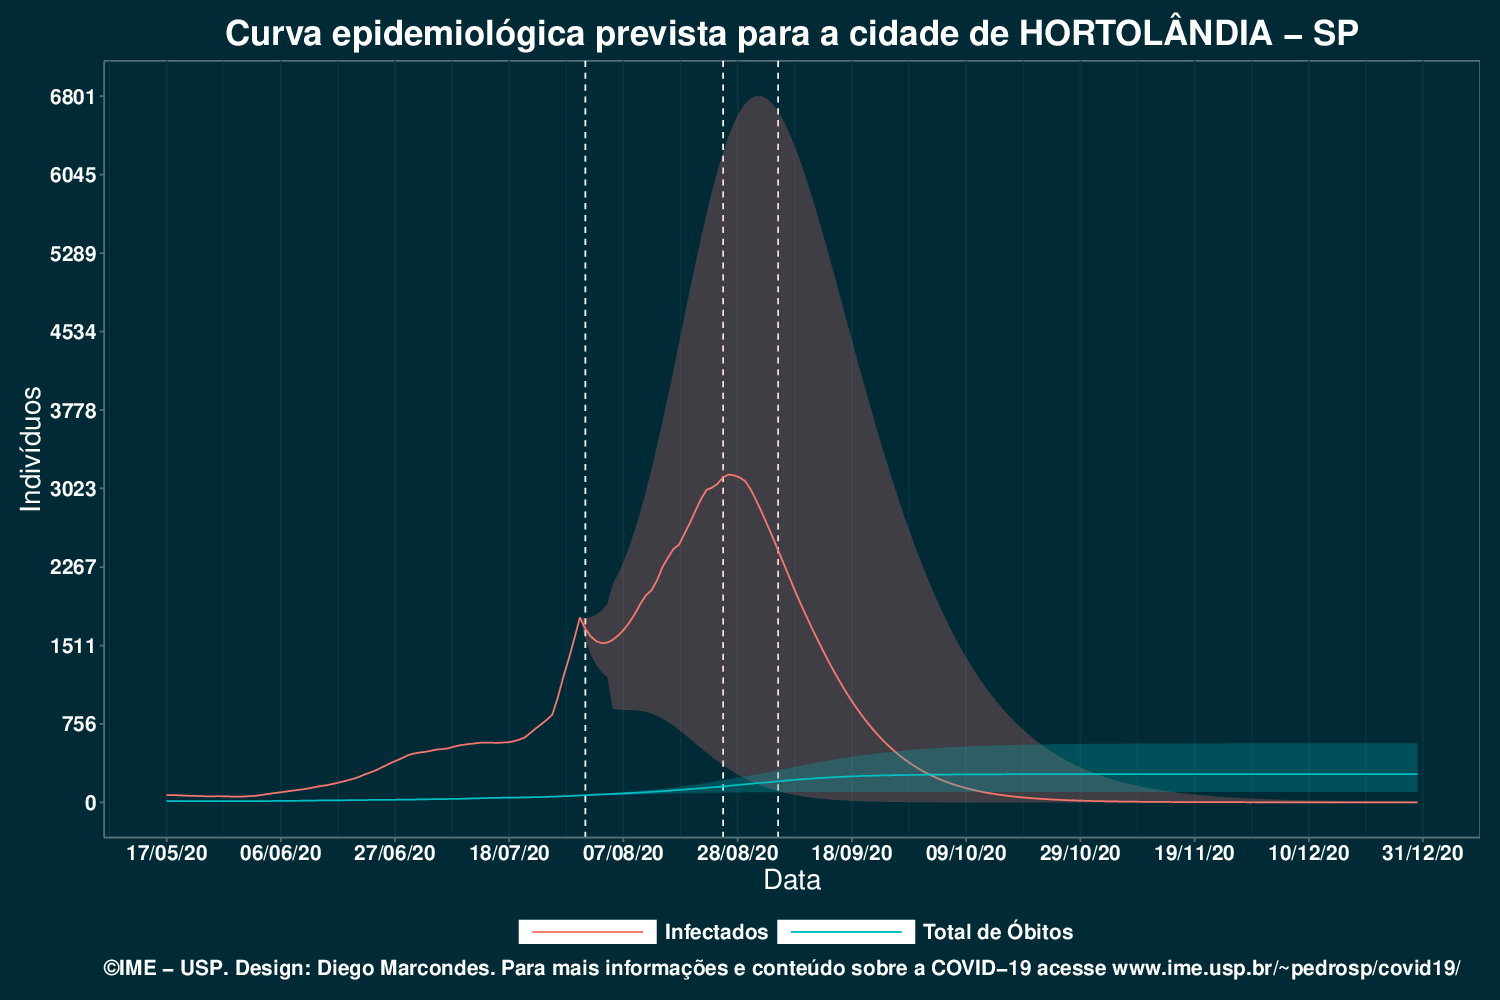 Curva epidemiológica prevista para a cidade de HORTOLÂNDIA – SP
6801
6045
5289
4534
3778
3023
2267
1511
756
0
Indivíduos
17/05/20 06/06/20 27/06/20 18/07/20 07/08/20 28/08/20 18/09/20 09/10/20 29/10/20 19/11/20 10/12/20 31/12/20
Data
Infectados Total de Óbitos
©IME – USP. Design: Diego Marcondes. Para mais informações e conteúdo sobre a COVID–19 acesse www.ime.usp.br/~pedrosp/covid19/